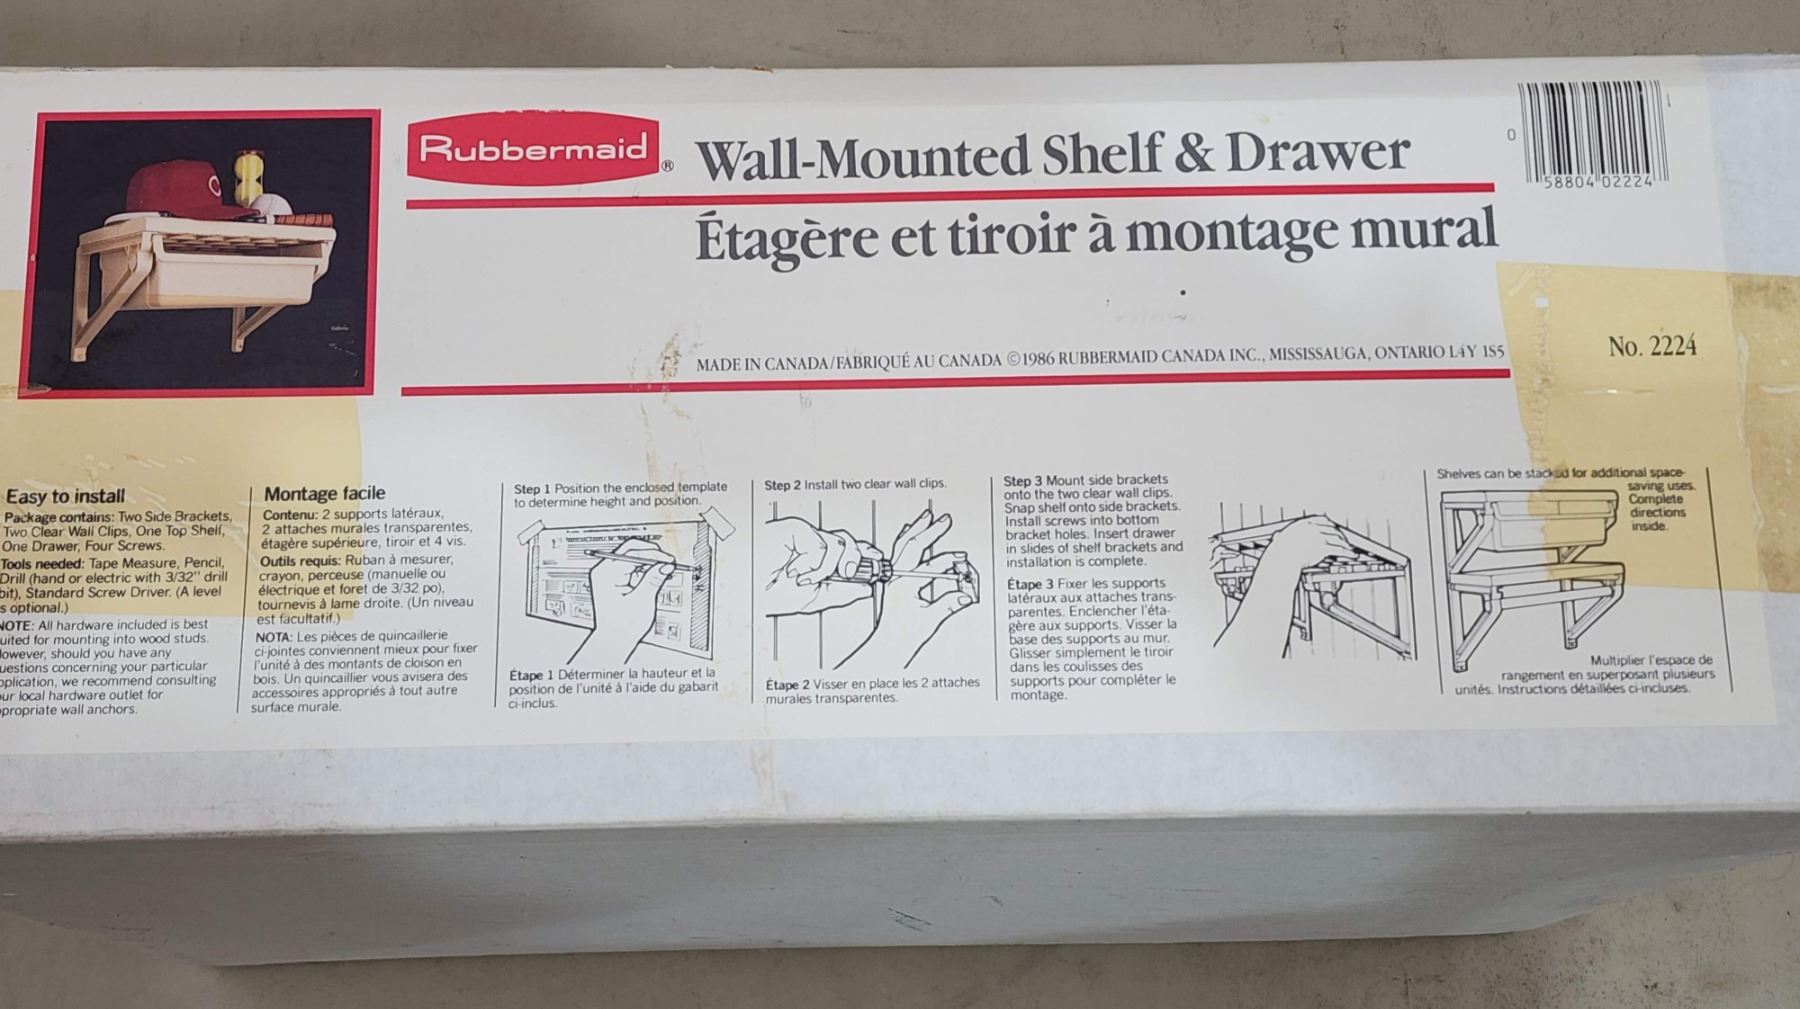 Rubbermaid ®
Wall-Mounted Shelf & Drawer
Étagère et tiroir à montage mural
0 58804 02224 1
MADE IN CANADA/FABRIQUÉ AU CANADA ©1986 RUBBERMAID CANADA INC., MISSISSAUGA, ONTARIO L4Y 1S5
No. 2224
Easy to install
Package contains: Two Side Brackets,
Two Clear Wall Clips, One Top Shelf,
One Drawer, Four Screws.
Tools needed: Tape Measure, Pencil,
Drill (hand or electric with 3/32" drill
bit), Standard Screw Driver. (A level
s optional.)
NOTE: All hardware included is best
uited for mounting into wood studs.
However, should you have any
uestions concerning your particular
pplication, we recommend consulting
ur local hardware outlet for
ppropriate wall anchors.
Montage facile
Contenu: 2 supports latéraux,
2 attaches murales transparentes,
étagère supérieure, tiroir et 4 vis.
Outils requis: Ruban à mesurer,
crayon, perceuse (manuelle ou
électrique et foret de 3/32 po),
tournevis à lame droite. (Un niveau
est facultatif.)
NOTA: Les pièces de quincaillerie
ci-jointes conviennent mieux pour fixer
l'unité à des montants de cloison en
bois. Un quincaillier vous avisera des
accessoires appropriés à tout autre
surface murale.
Step 1 Position the enclosed template
to determine height and position.
Étape 1 Déterminer la hauteur et la
position de l'unité à l'aide du gabarit
ci-inclus.
Step 2 Install two clear wall clips.
Étape 2 Visser en place les 2 attaches
murales transparentes.
Step 3 Mount side brackets
onto the two clear wall clips.
Snap shelf onto side brackets.
Install screws into bottom
bracket holes. Insert drawer
in slides of shelf brackets and
installation is complete.
Étape 3 Fixer les supports
latéraux aux attaches trans-
parentes. Enclencher l'éta-
gère aux supports. Visser la
base des supports au mur.
Glisser simplement le tiroir
dans les coulisses des
supports pour compléter le
montage.
Shelves can be stacked for additional space-
saving uses.
Complete
directions
inside.
Multiplier l'espace de
rangement en superposant plusieurs
unités. Instructions détaillées ci-incluses.